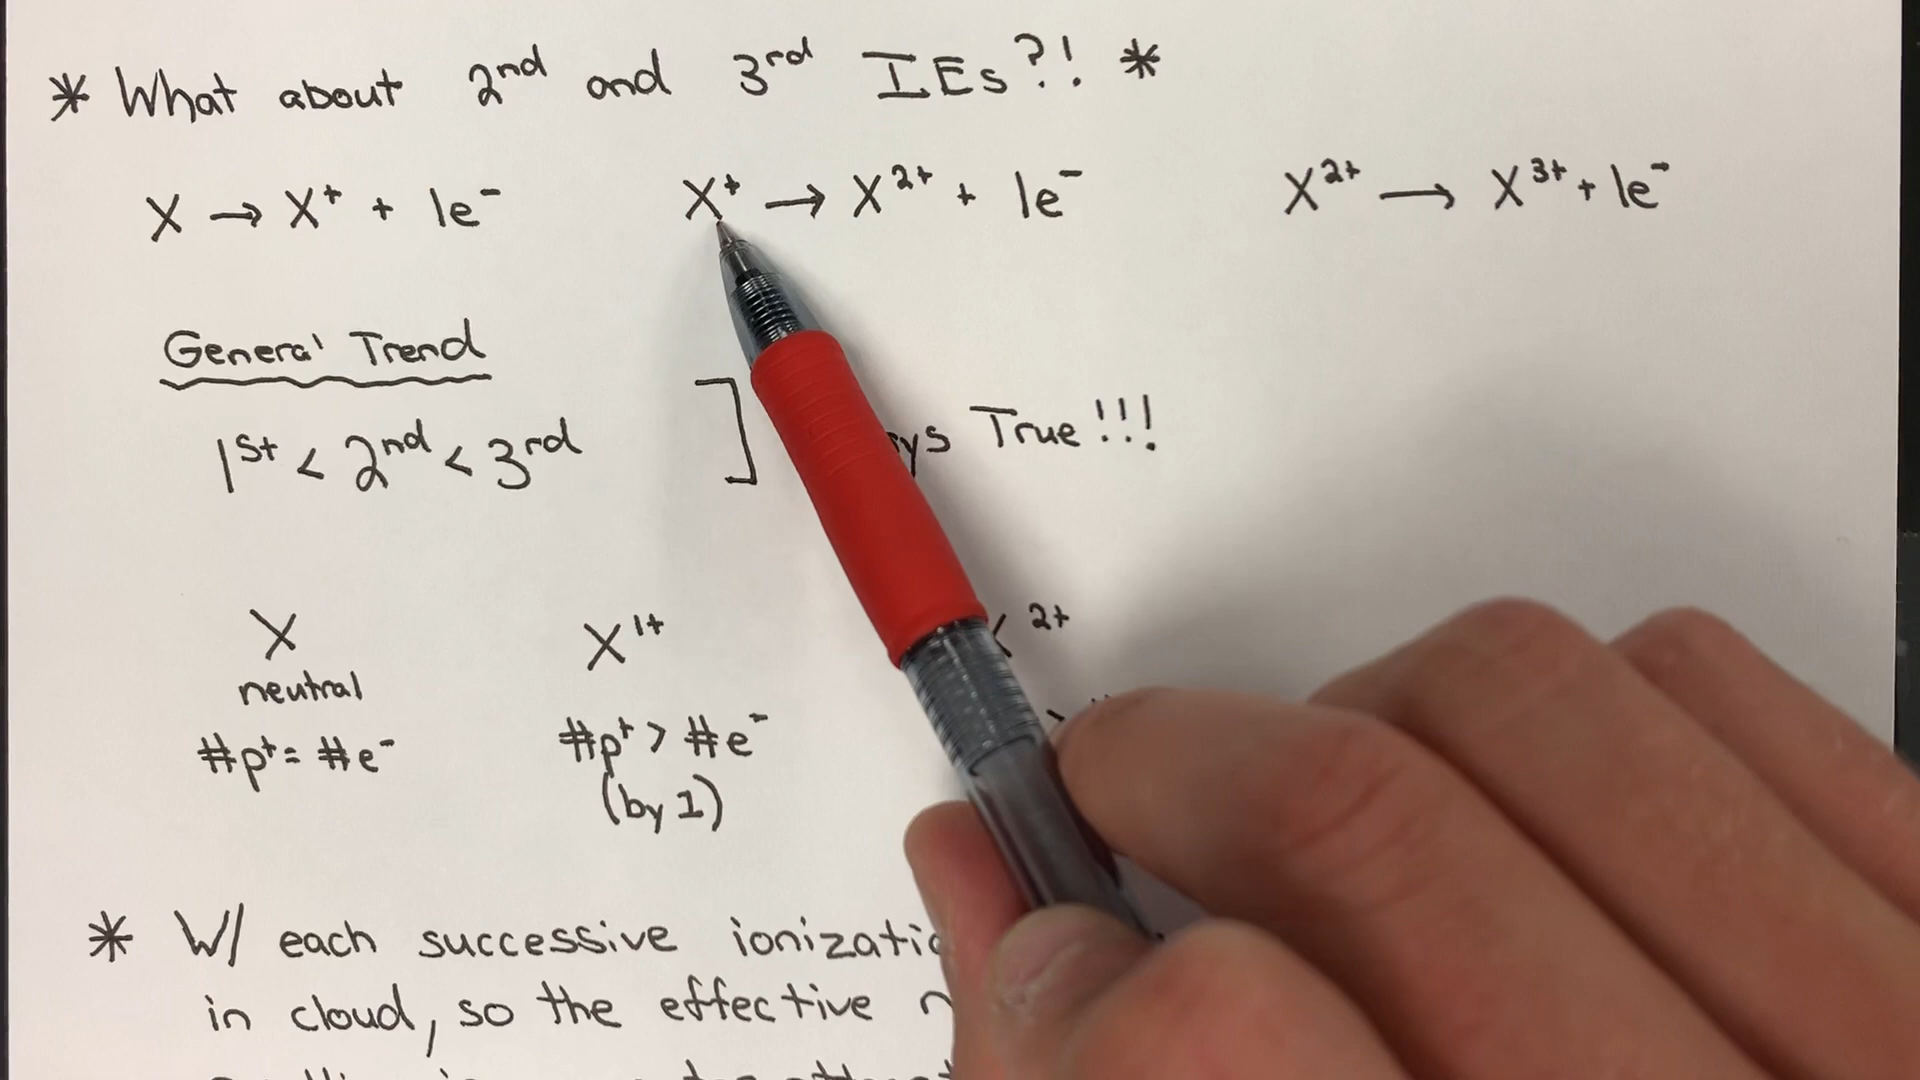 * What about 2nd and 3rd IEs?! *
X → X+ + 1e- X+ → X2+ + 1e- X2+ → X3+ + 1e-
General Trend
1st < 2nd < 3rd ] True!!!
X X1+ 2+
neutral
#p+ = #e- #p+ > #e- >
(by 1)
* W/ each successive
in cloud, so the effective